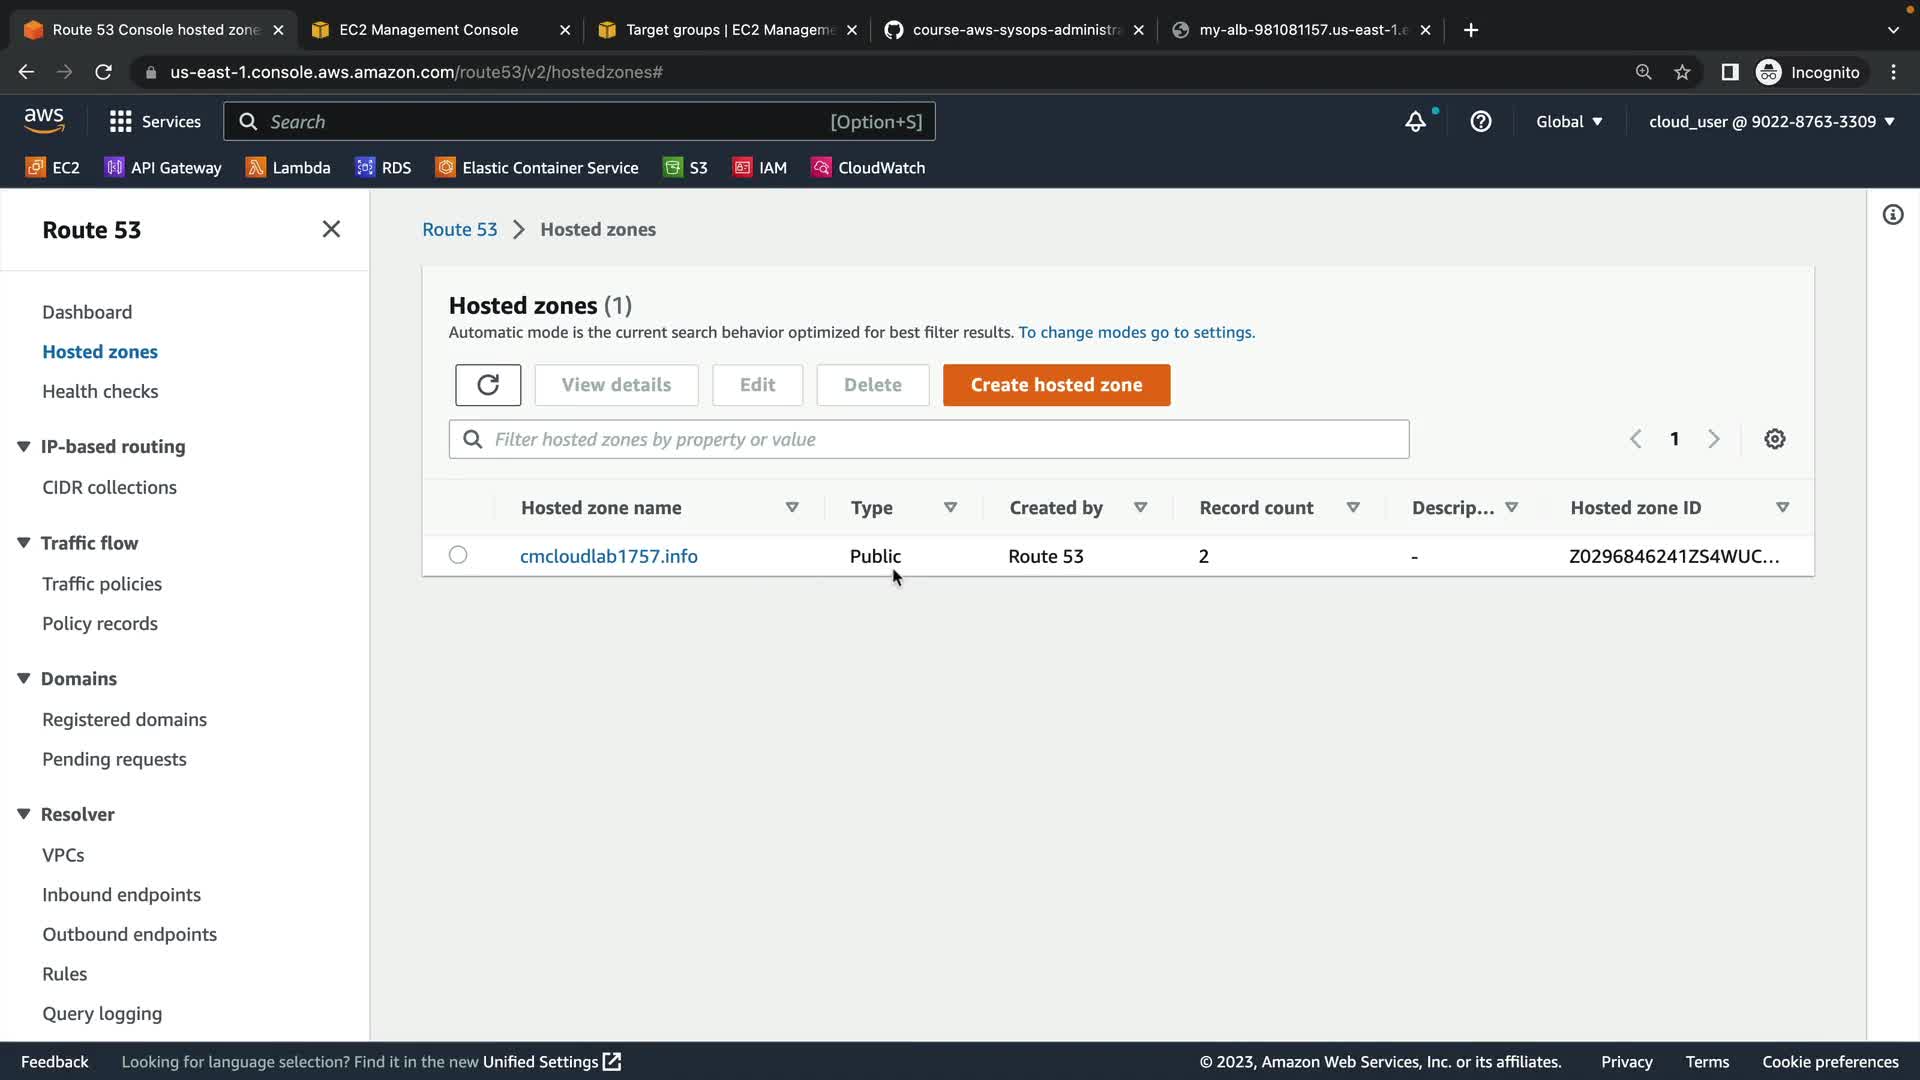 Route 53 Console hosted zone
EC2 Management Console
Target groups | EC2 Manageme
course-aws-sysops-administra
my-alb-981081157.us-east-1.e
us-east-1.console.aws.amazon.com/route53/v2/hostedzones#
Incognito
aws
Services
Search
[Option+S]
Global
cloud_user @ 9022-8763-3309
EC2
API Gateway
Lambda
RDS
Elastic Container Service
S3
IAM
CloudWatch
Route 53
Dashboard
Hosted zones
Health checks
IP-based routing
CIDR collections
Traffic flow
Traffic policies
Policy records
Domains
Registered domains
Pending requests
Resolver
VPCs
Inbound endpoints
Outbound endpoints
Rules
Query logging
Route 53 > Hosted zones
Hosted zones (1)
Automatic mode is the current search behavior optimized for best filter results. To change modes go to settings.
View details
Edit
Delete
Create hosted zone
Filter hosted zones by property or value
1
Hosted zone name
Type
Created by
Record count
Descrip...
Hosted zone ID
cmcloudlab1757.info
Public
Route 53
2
-
Z0296846241ZS4WUC...
Feedback
Looking for language selection? Find it in the new Unified Settings
© 2023, Amazon Web Services, Inc. or its affiliates.
Privacy
Terms
Cookie preferences